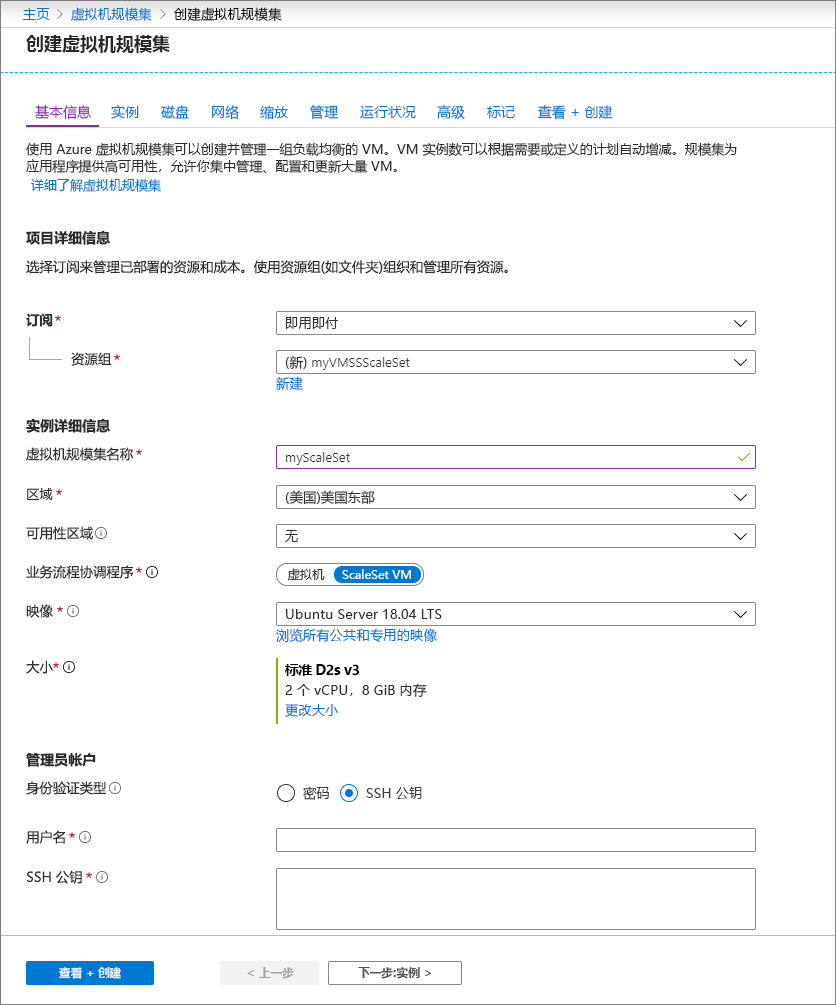 主页 > 虚拟机规模集 > 创建虚拟机规模集
创建虚拟机规模集
基本信息 实例 磁盘 网络 缩放 管理 运行状况 高级 标记 查看 + 创建
使用 Azure 虚拟机规模集可以创建并管理一组负载均衡的 VM。VM 实例数可以根据需要或定义的计划自动增减。规模集为
应用程序提供高可用性，允许你集中管理、配置和更新大量 VM。
详细了解虚拟机规模集
项目详细信息
选择订阅来管理已部署的资源和成本。使用资源组(如文件夹)组织和管理所有资源。
订阅* 即用即付
资源组* (新) myVMSSScaleSet
新建
实例详细信息
虚拟机规模集名称* myScaleSet
区域* (美国)美国东部
可用性区域 无
业务流程协调程序* 虚拟机 ScaleSet VM
映像* Ubuntu Server 18.04 LTS
浏览所有公共和专用的映像
大小* 标准 D2s v3
2 个 vCPU，8 GiB 内存
更改大小
管理员帐户
身份验证类型 密码 SSH 公钥
用户名*
SSH 公钥*
查看 + 创建 < 上一步 下一步:实例 >